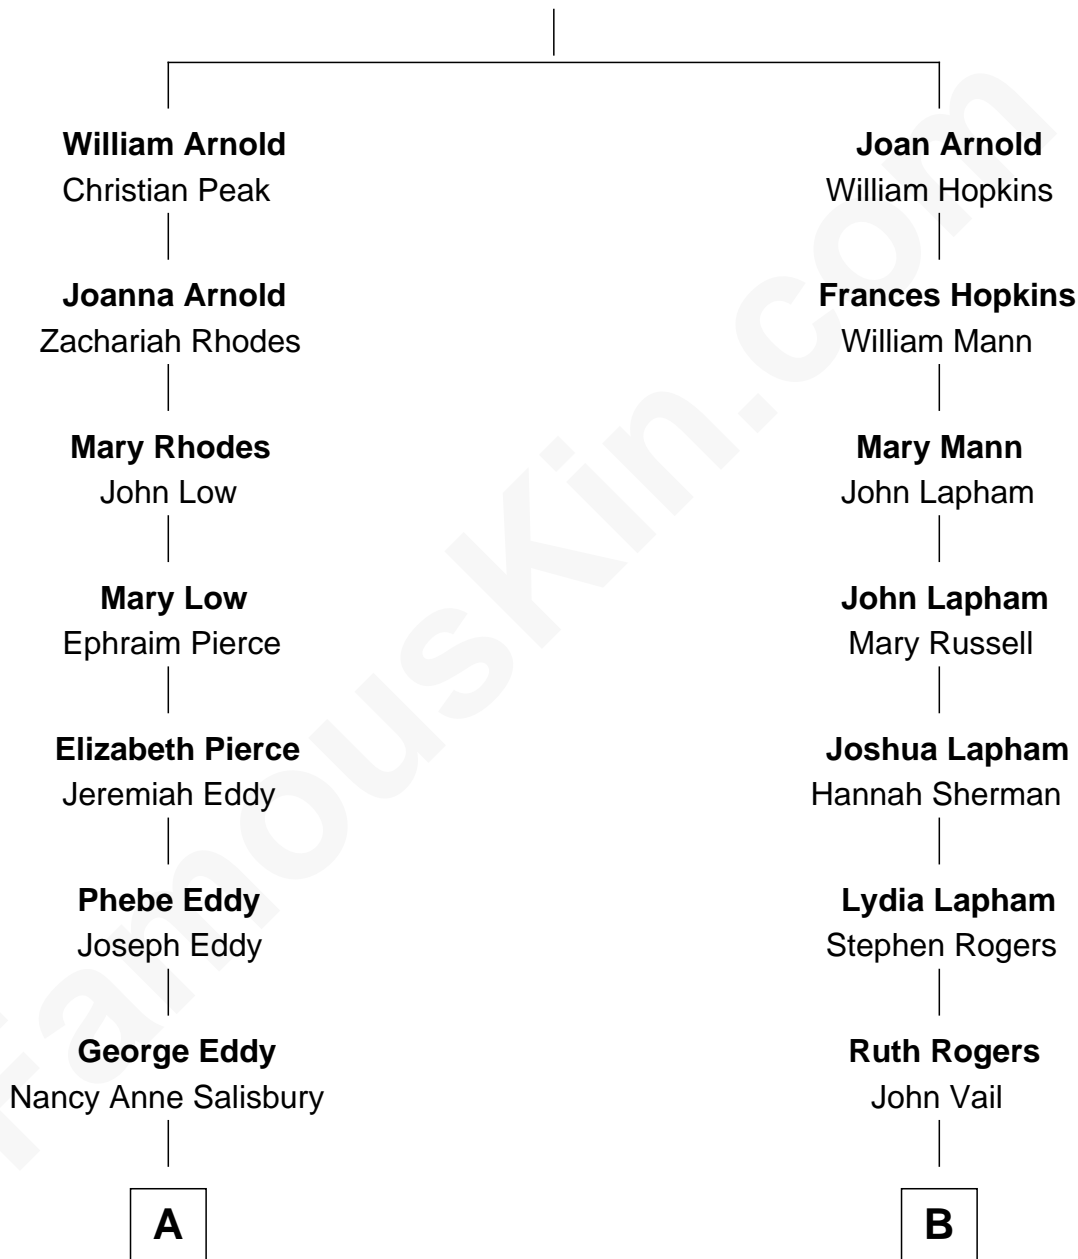 William Arnold
Christian Peak
Joan Arnold
William Hopkins
Joanna Arnold
Zachariah Rhodes
Frances Hopkins
William Mann
Mary Rhodes
John Low
Mary Mann
John Lapham
Mary Low
Ephraim Pierce
John Lapham
Mary Russell
Elizabeth Pierce
Jeremiah Eddy
Joshua Lapham
Hannah Sherman
Phebe Eddy
Joseph Eddy
Lydia Lapham
Stephen Rogers
George Eddy
Nancy Anne Salisbury
Ruth Rogers
John Vail
A
B
FamousKin.com